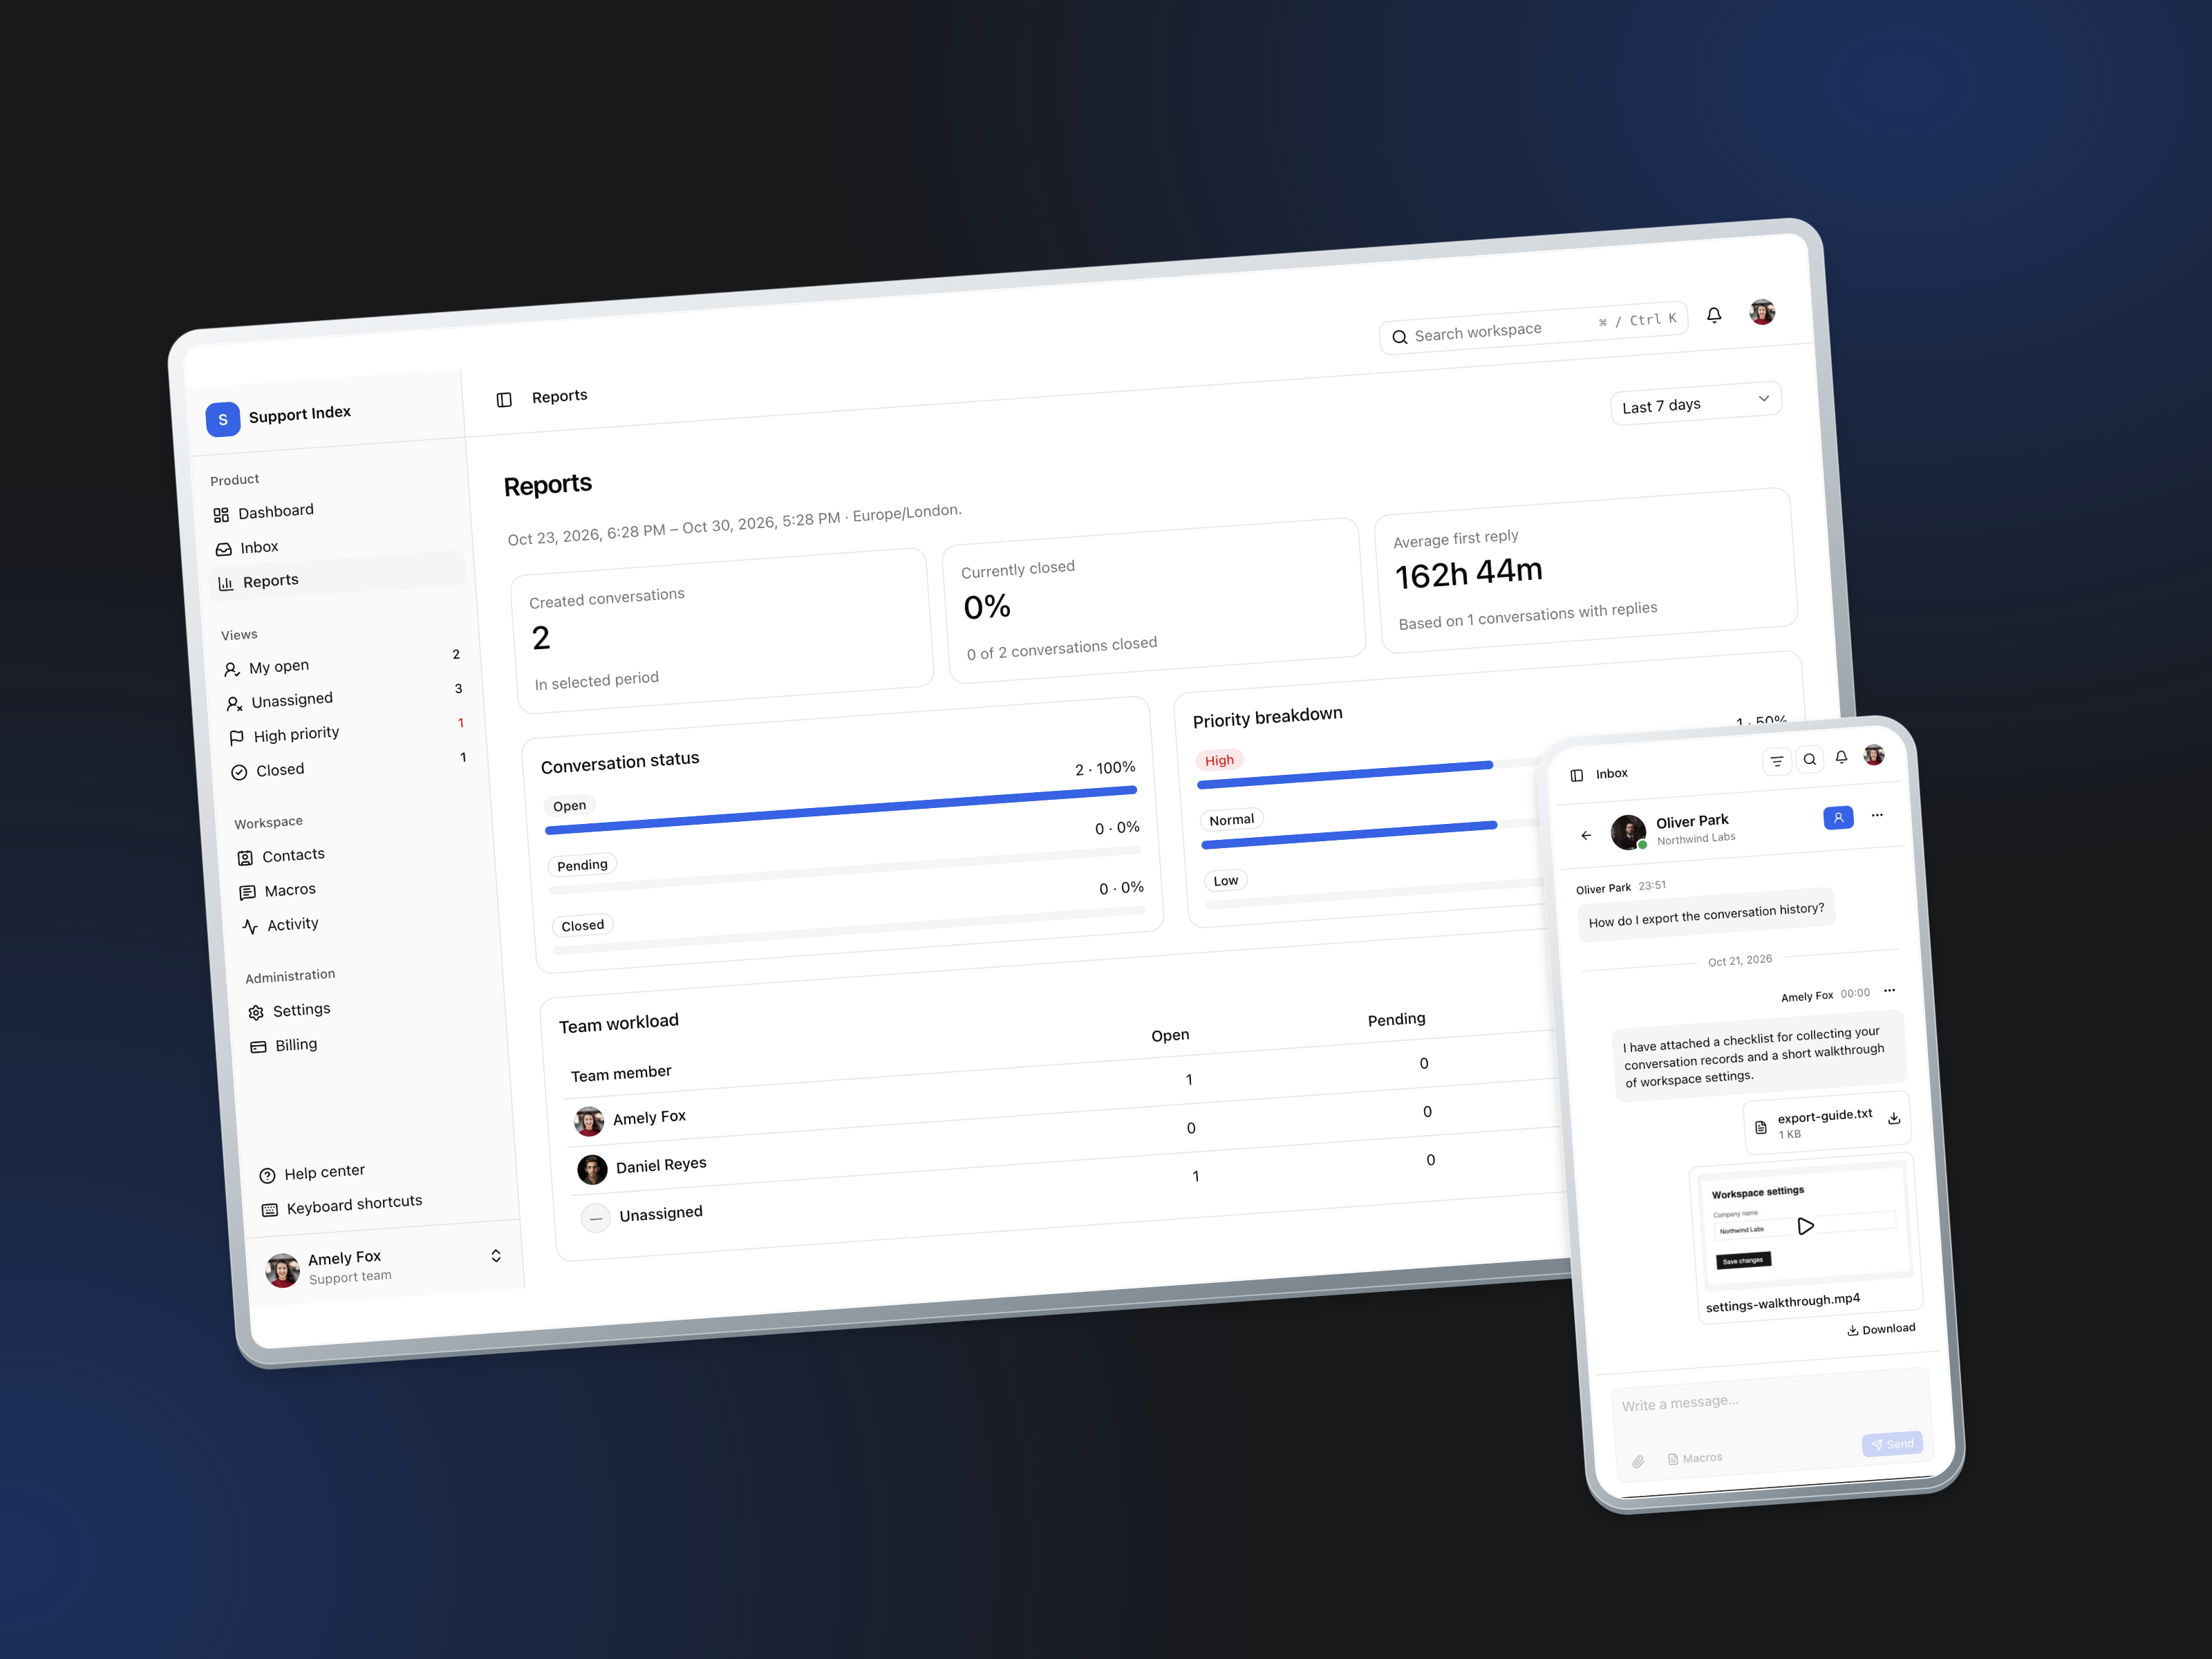 Search workspace
⌘ / Ctrl K
S
Support Index
Reports
Last 7 days
Product
Dashboard
Inbox
Reports
Views
My open 2
Unassigned 3
High priority 1
Closed 1
Workspace
Contacts
Macros
Activity
Administration
Settings
Billing
Help center
Keyboard shortcuts
Amely Fox
Support team
Reports
Oct 23, 2026, 6:28 PM – Oct 30, 2026, 5:28 PM · Europe/London.
Created conversations
2
In selected period
Currently closed
0%
0 of 2 conversations closed
Average first reply
162h 44m
Based on 1 conversations with replies
Conversation status
Open 2 · 100%
Pending 0 · 0%
Closed 0 · 0%
Priority breakdown
High 1 · 50%
Normal
Low
Team workload
Team member Open Pending
Amely Fox 1 0
Daniel Reyes 0 0
Unassigned 1 0
Inbox
Oliver Park
Northwind Labs
Oliver Park 23:51
How do I export the conversation history?
Oct 21, 2026
Amely Fox 00:00
I have attached a checklist for collecting your
conversation records and a short walkthrough
of workspace settings.
export-guide.txt
1 KB
Workspace settings
Company name
Northwind Labs
Save changes
settings-walkthrough.mp4
Download
Write a message...
Macros
Send